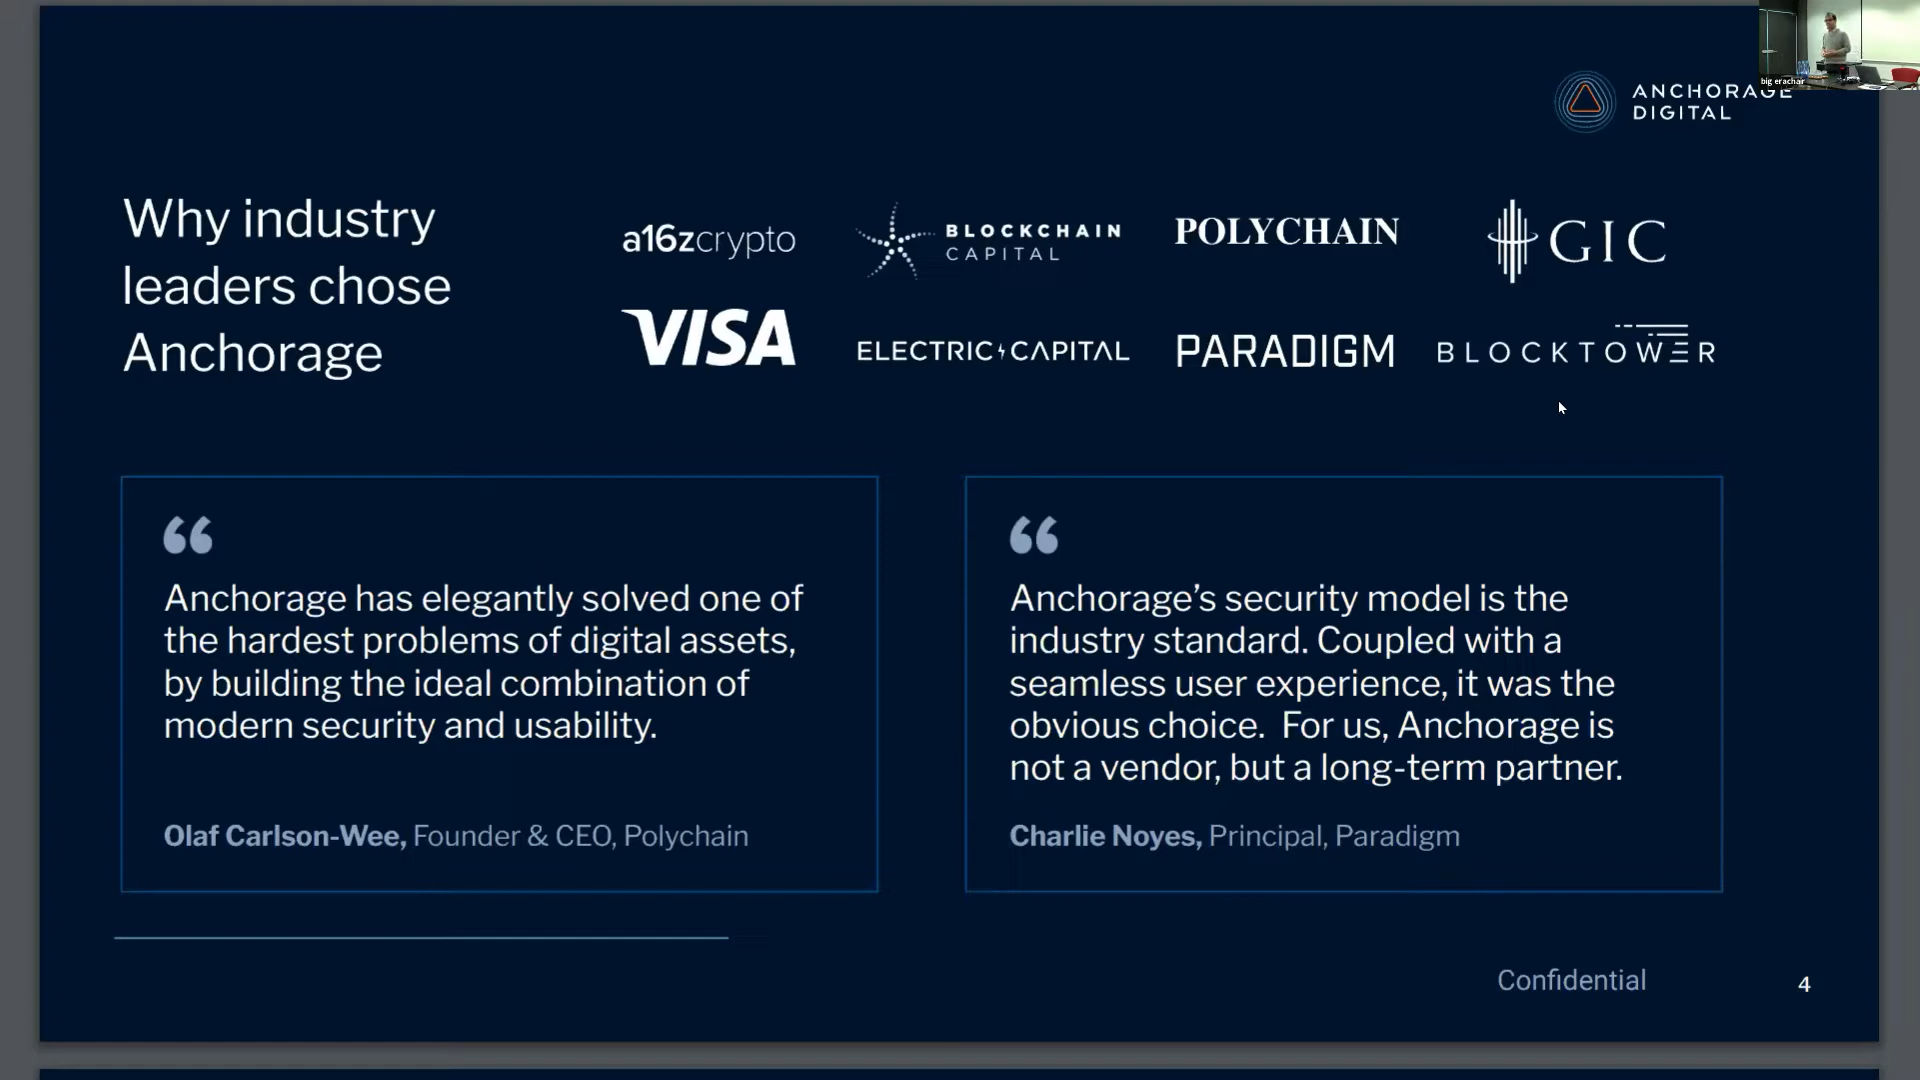 big erachair
ANCHORAGE
DIGITAL
Why industry
leaders chose
Anchorage
a16zcrypto
BLOCKCHAIN
CAPITAL
POLYCHAIN
GIC
VISA
ELECTRIC CAPITAL
PARADIGM
BLOCKTOWER
“
Anchorage has elegantly solved one of
the hardest problems of digital assets,
by building the ideal combination of
modern security and usability.
Olaf Carlson-Wee, Founder & CEO, Polychain
“
Anchorage’s security model is the
industry standard. Coupled with a
seamless user experience, it was the
obvious choice.  For us, Anchorage is
not a vendor, but a long-term partner.
Charlie Noyes, Principal, Paradigm
Confidential
4